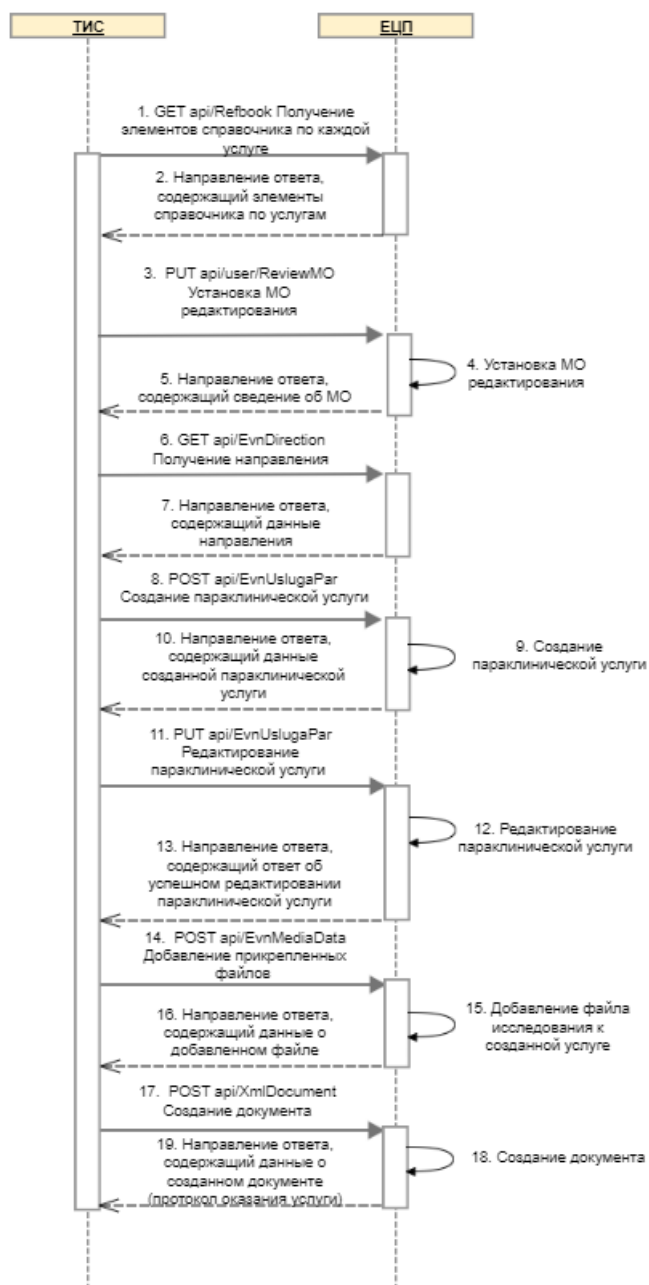 ТИС
ЕЦП
1. GET api/Refbook Получение
элементов справочника по каждой
услуге
2. Направление ответа,
содержащий элементы
справочника по услугам
3. PUT api/user/ReviewMO
Установка МО
редактирования
4. Установка МО
редактирования
5. Направление ответа,
содержащий сведение об МО
6. GET api/EvnDirection
Получение направления
7. Направление ответа,
содержащий данные
направления
8. POST api/EvnUslugaPar
Создание параклинической услуги
9. Создание
параклинической услуги
10. Направление ответа,
содержащий данные
созданной параклинической
услуги
11. PUT api/EvnUslugaPar
Редактирование
параклинической услуги
12. Редактирование
параклинической услуги
13. Направление ответа,
содержащий ответ об
успешном редактировании
параклинической услуги
14. POST api/EvnMediaData
Добавление прикрепленных
файлов
15. Добавление файла
исследования к
созданной услуге
16. Направление ответа,
содержащий данные о
добавленном файле
17. POST api/XmlDocument
Создание документа
18. Создание документа
19. Направление ответа,
содержащий данные о
созданном документе
(протокол оказания услуги)